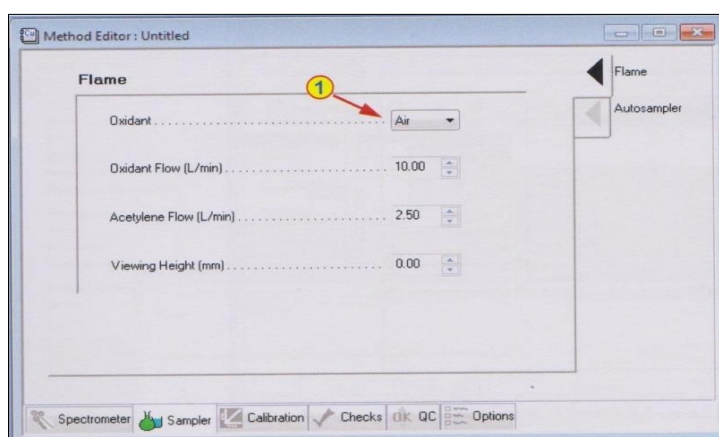 Method Editor : Untitled
Flame
1
Oxidant . . . . . . . . . . . . . . . . . . . . . . . . . . . . . . . . . . . . . . Air
Oxidant Flow (L/min) . . . . . . . . . . . . . . . . . . . . . . . . . . 10.00
Acetylene Flow (L/min) . . . . . . . . . . . . . . . . . . . . . . . . 2.50
Viewing Height (mm) . . . . . . . . . . . . . . . . . . . . . . . . . . 0.00
Flame
Autosampler
Spectrometer Sampler Calibration Checks OK QC Options